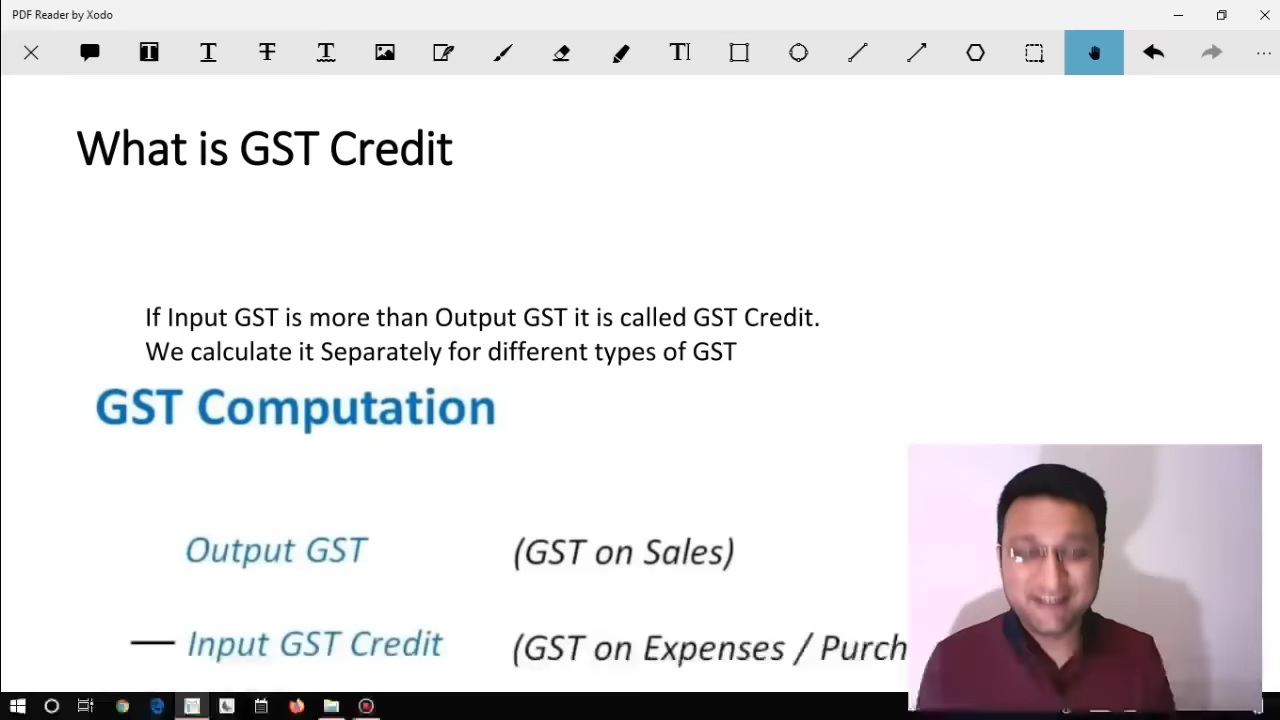 PDF Reader by Xodo
What is GST Credit
If Input GST is more than Output GST it is called GST Credit.
We calculate it Separately for different types of GST
GST Computation
Output GST (GST on Sales)
— Input GST Credit (GST on Expenses / Purch